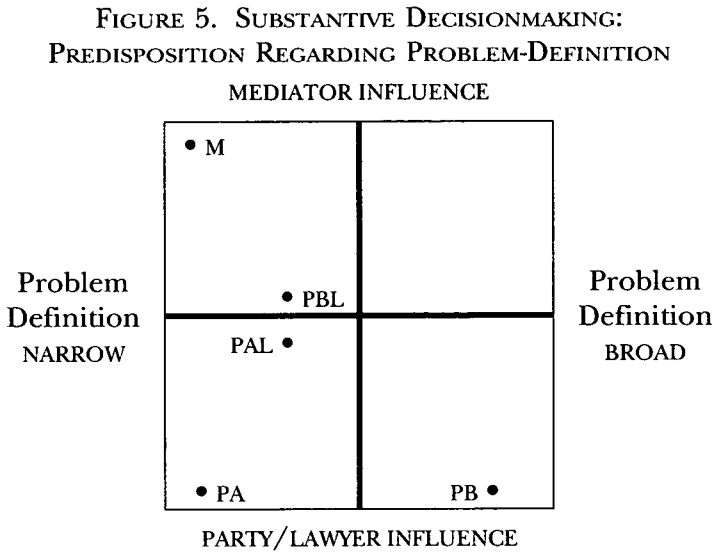 FIGURE 5. SUBSTANTIVE DECISIONMAKING:
PREDISPOSITION REGARDING PROBLEM-DEFINITION
MEDIATOR INFLUENCE
M
Problem
Definition
NARROW
PBL
PAL
Problem
Definition
BROAD
PA
PB
PARTY/LAWYER INFLUENCE